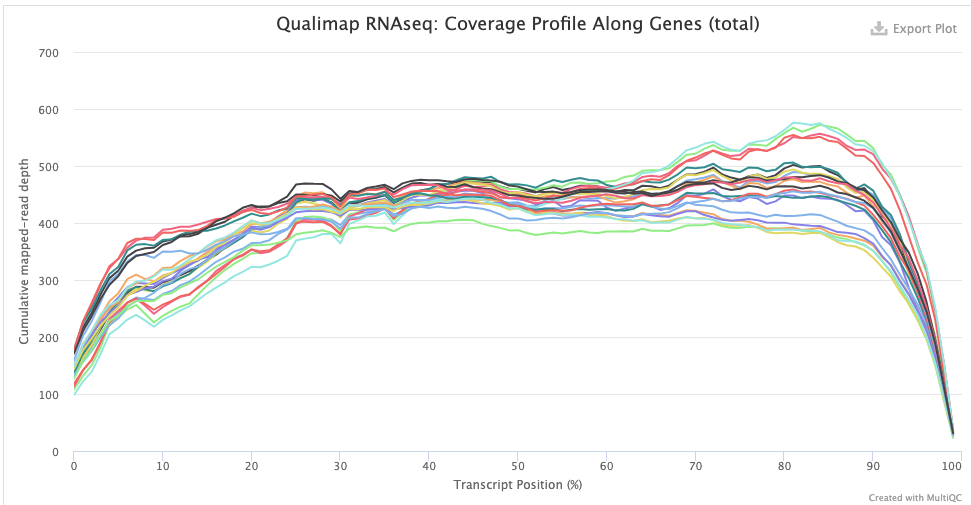 Qualimap RNAseq: Coverage Profile Along Genes (total)
Export Plot
Cumulative mapped-read depth
700
600
500
400
300
200
100
0
0 10 20 30 40 50 60 70 80 90 100
Transcript Position (%)
Created with MultiQC